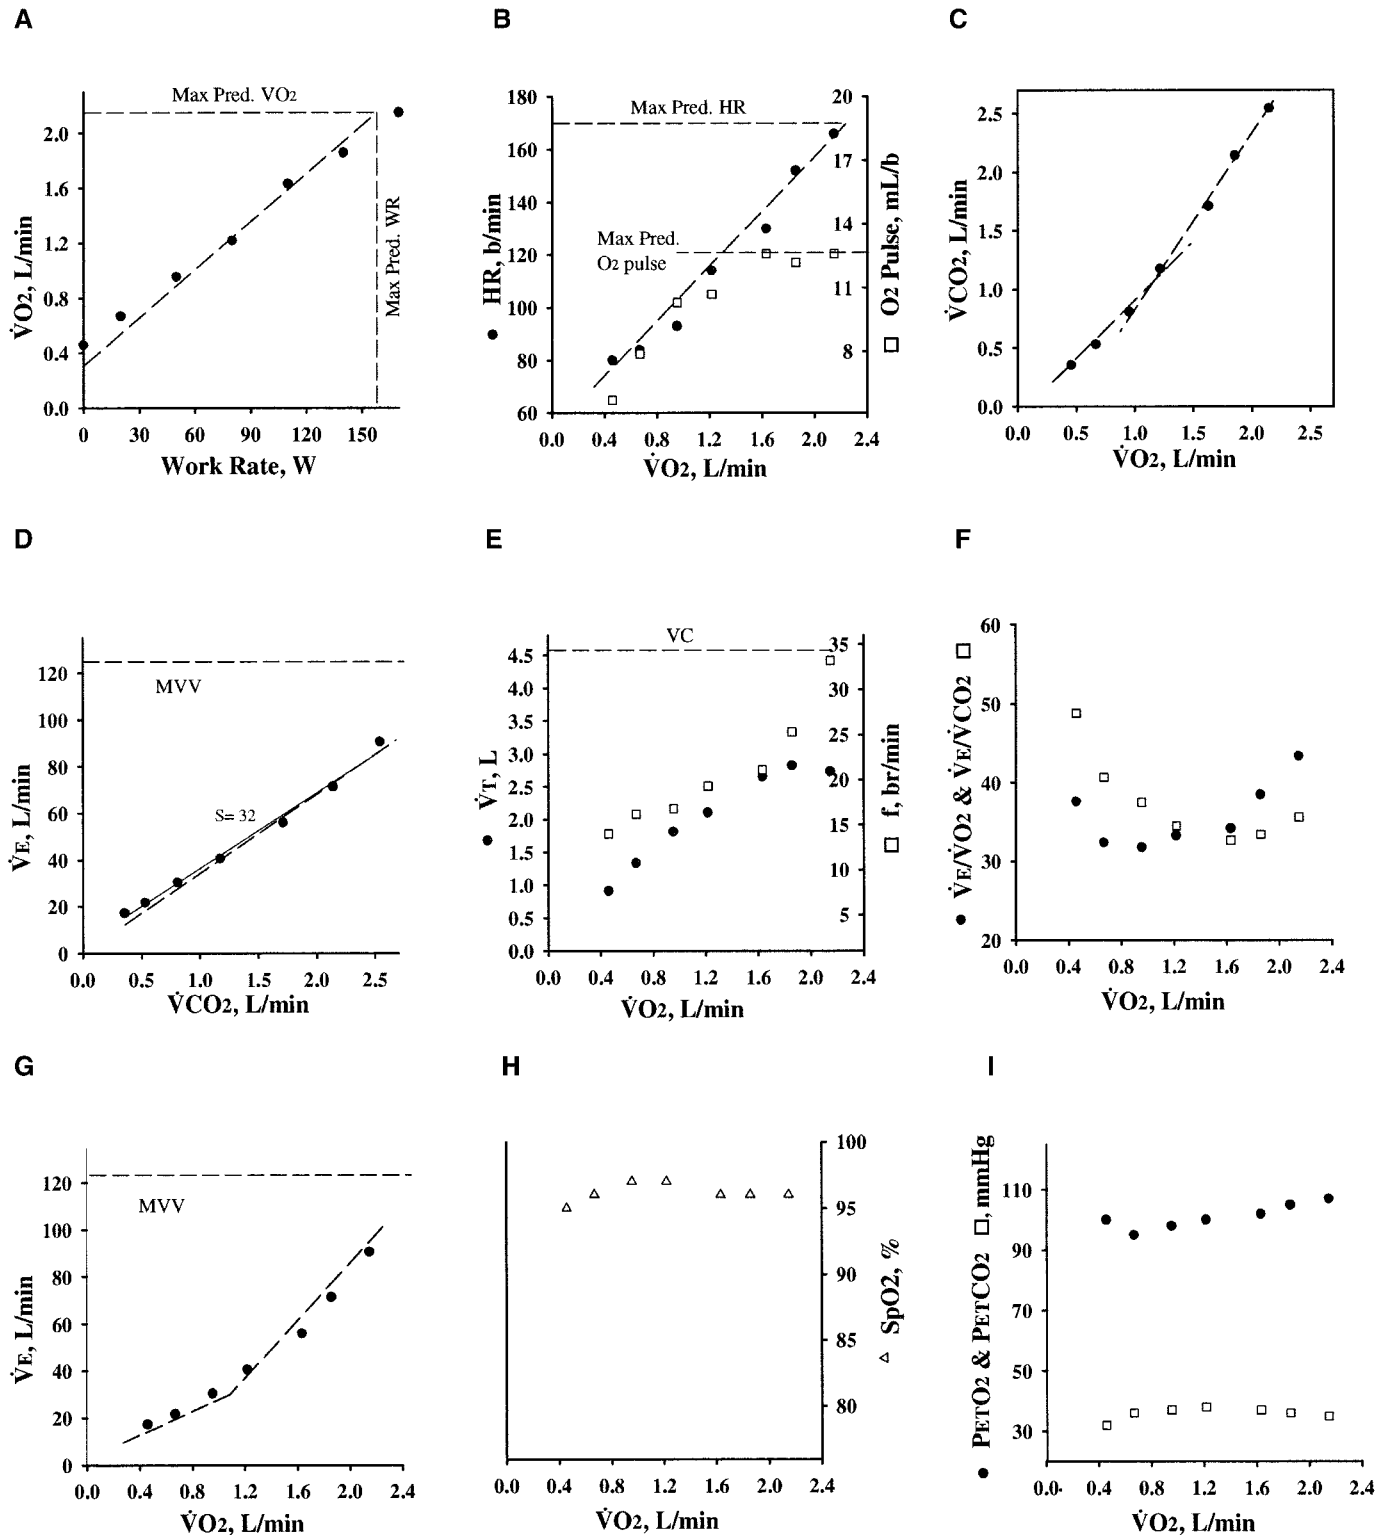 A
B
C
Max Pred. VO2
2.0
1.6
1.2
0.8
0.4
0.0
V̇O2, L/min
Max Pred. WR
0 30 60 90 120 150
Work Rate, W
180
160
140
120
100
80
60
● HR, b/min
Max Pred. HR
Max Pred.
O2 pulse
20
17
14
11
8
□ O2 Pulse, mL/b
0.0 0.4 0.8 1.2 1.6 2.0 2.4
V̇O2, L/min
2.5
2.0
1.5
1.0
0.5
0.0
V̇CO2, L/min
0.0 0.5 1.0 1.5 2.0 2.5
V̇O2, L/min
D
E
F
120
100
80
60
40
20
0
V̇E, L/min
MVV
S= 32
0.0 0.5 1.0 1.5 2.0 2.5
V̇CO2, L/min
VC
4.5
4.0
3.5
3.0
2.5
2.0
1.5
1.0
0.5
0.0
● V̇T, L
35
30
25
20
15
10
5
□ f, br/min
0.0 0.4 0.8 1.2 1.6 2.0 2.4
V̇O2, L/min
60
50
40
30
20
● V̇E/V̇O2 & V̇E/V̇CO2 □
0.0 0.4 0.8 1.2 1.6 2.0 2.4
V̇O2, L/min
G
H
I
120
100
80
60
40
20
0
V̇E, L/min
MVV
0.0 0.4 0.8 1.2 1.6 2.0 2.4
V̇O2, L/min
100
95
90
85
80
△ SpO2, %
0.0 0.4 0.8 1.2 1.6 2.0 2.4
V̇O2, L/min
110
90
70
50
30
● PETO2 & PETCO2 □, mmHg
0.0 0.4 0.8 1.2 1.6 2.0 2.4
V̇O2, L/min